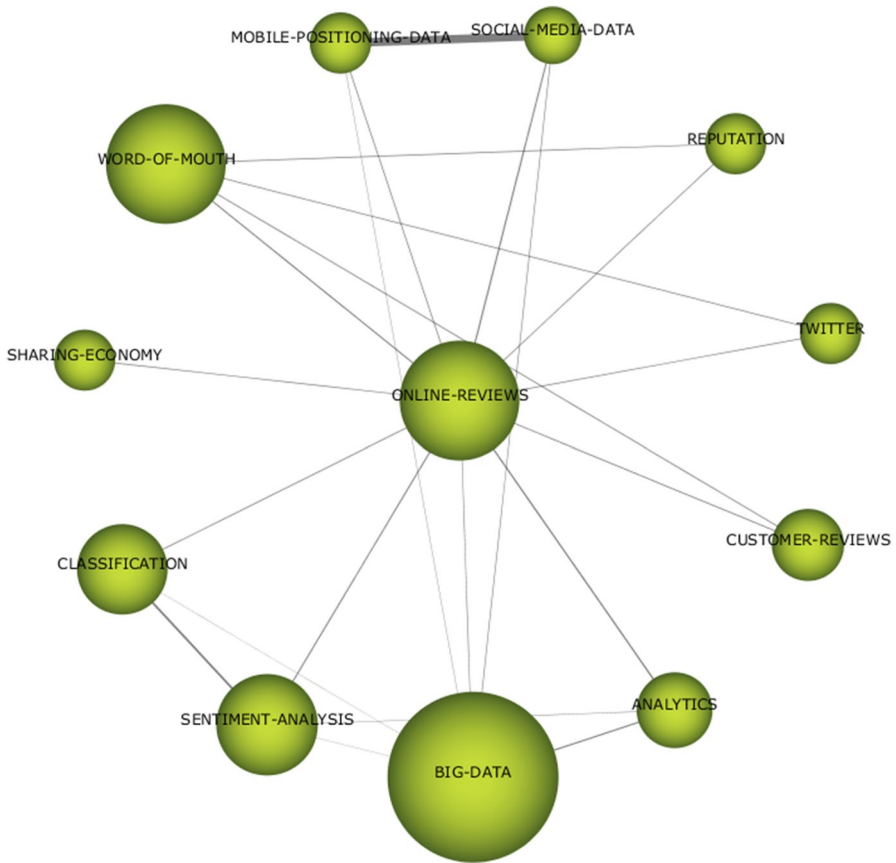 MOBILE-POSITIONING-DATA
SOCIAL-MEDIA-DATA
REPUTATION
WORD-OF-MOUTH
TWITTER
SHARING-ECONOMY
ONLINE-REVIEWS
CUSTOMER-REVIEWS
CLASSIFICATION
ANALYTICS
SENTIMENT-ANALYSIS
BIG-DATA